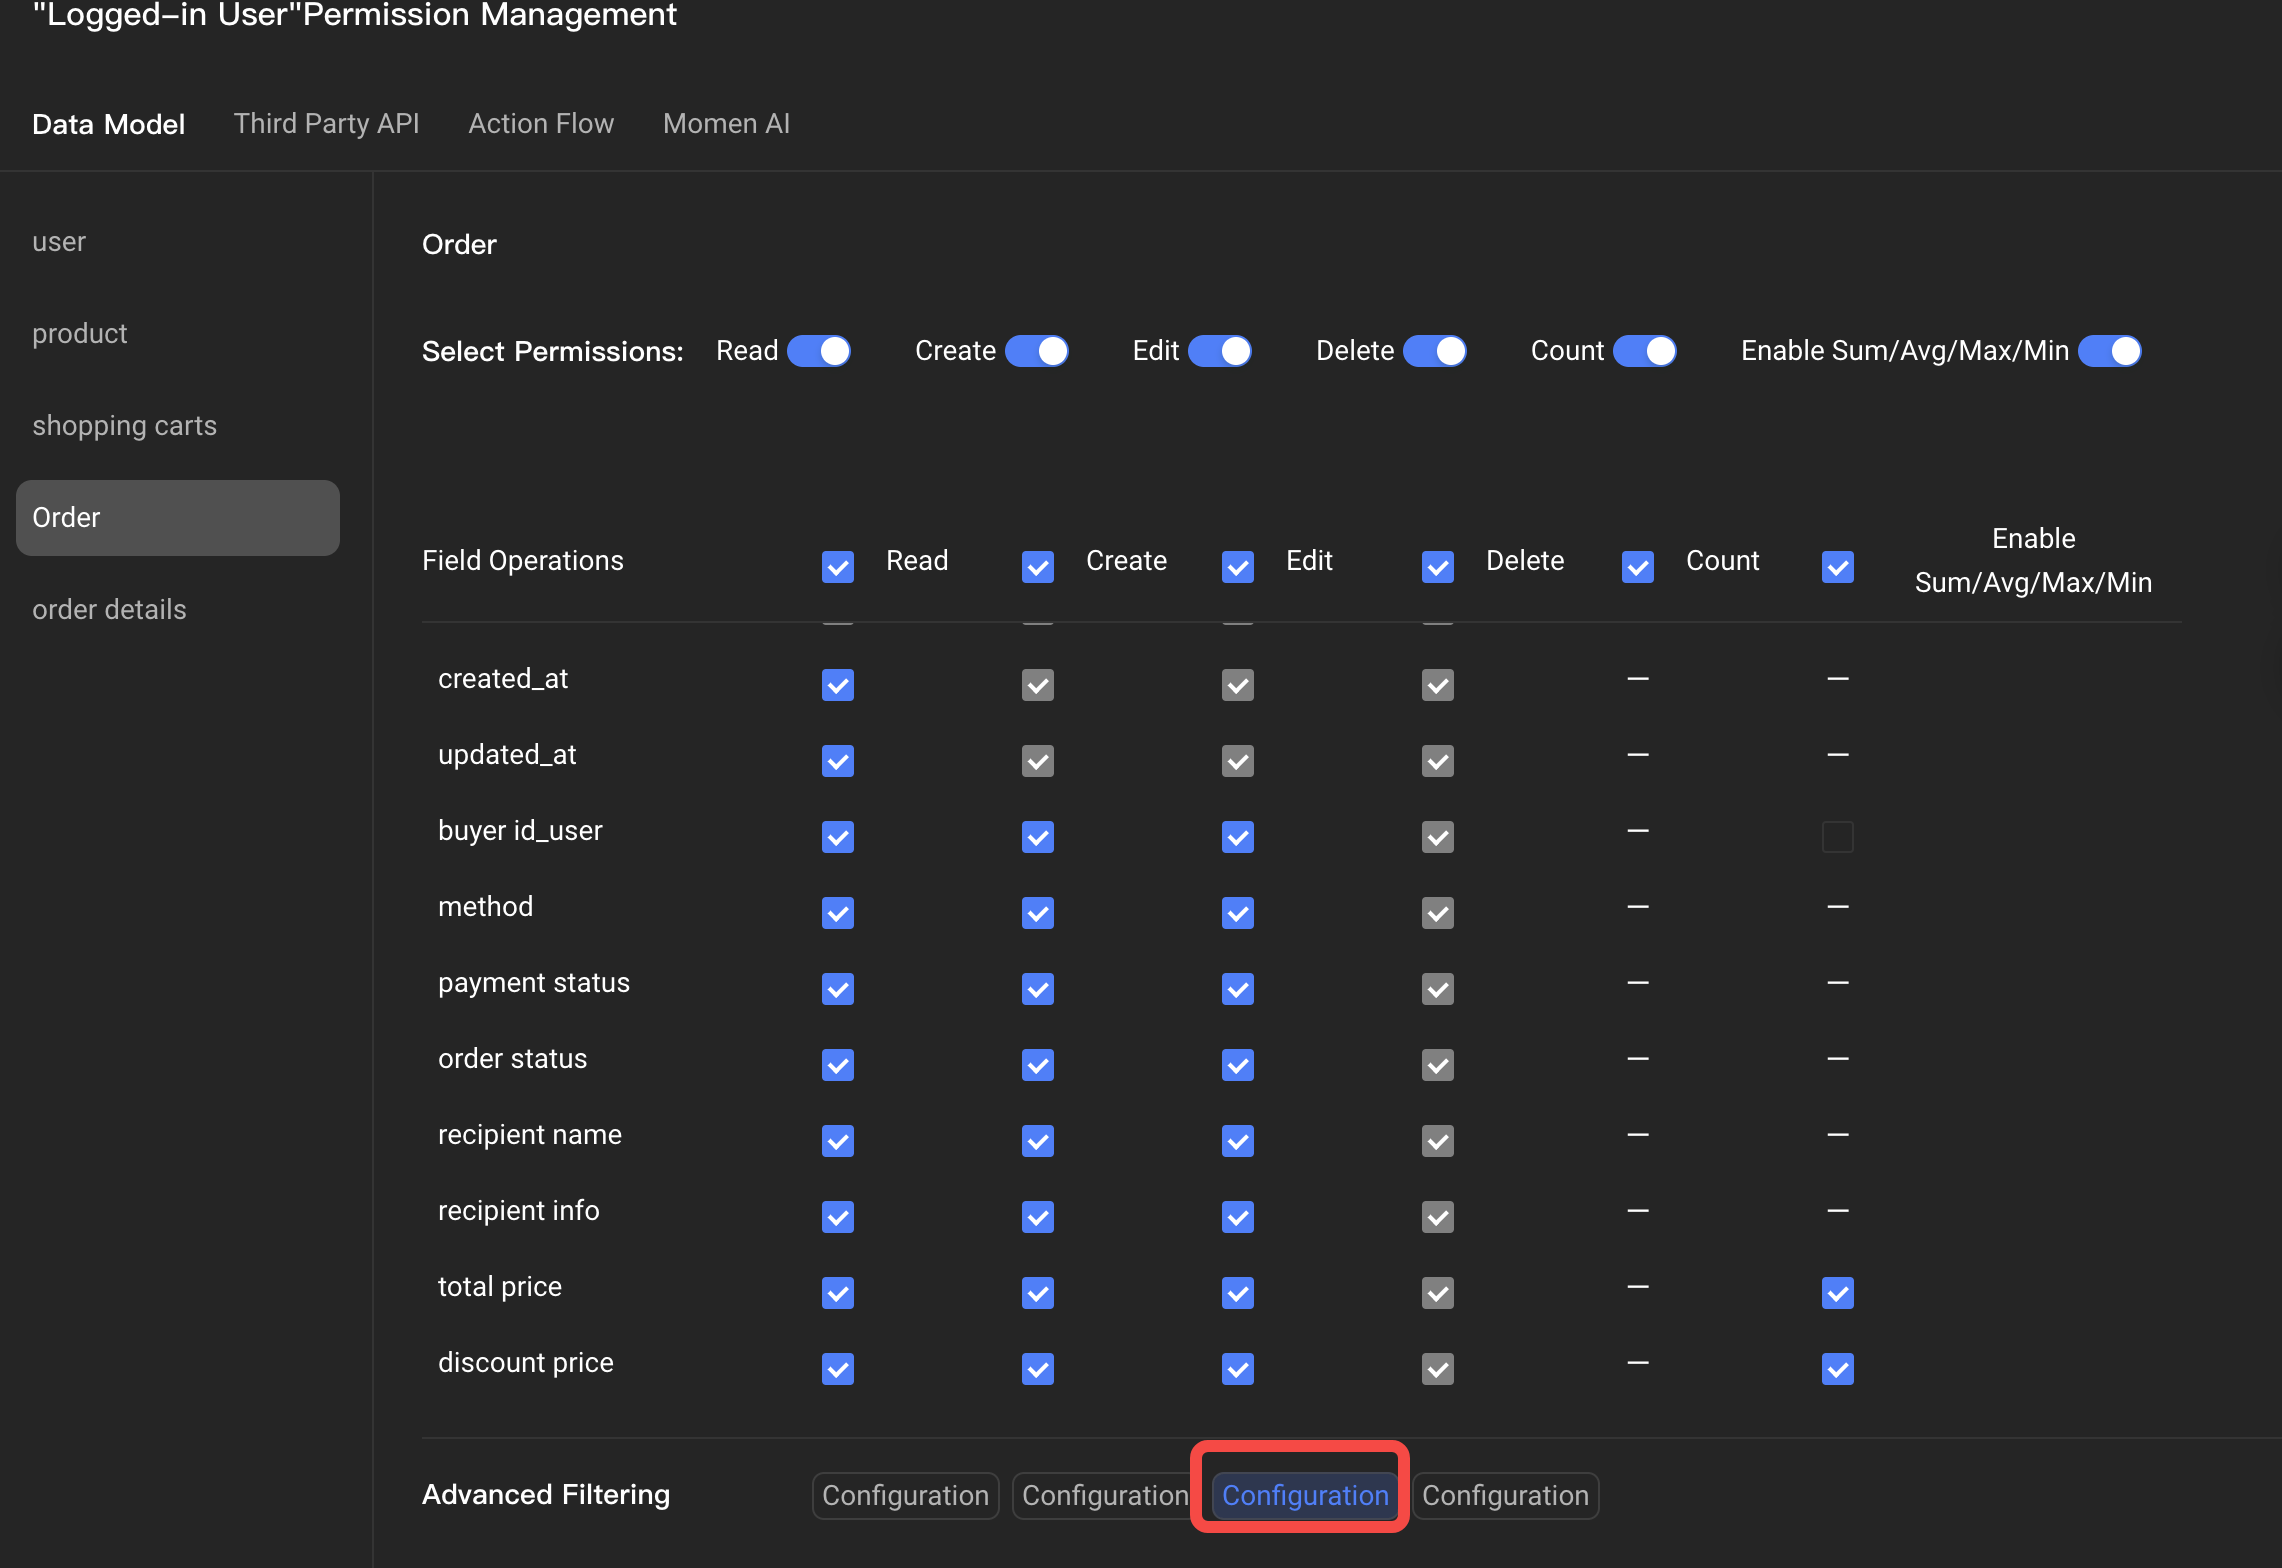 "Logged-in User"Permission Management
Data Model Third Party API Action Flow Momen AI
user
product
shopping carts
Order
order details
Order
Select Permissions: Read Create Edit Delete Count Enable Sum/Avg/Max/Min
Field Operations Read Create Edit Delete Count Enable Sum/Avg/Max/Min
created_at
updated_at
buyer id_user
method
payment status
order status
recipient name
recipient info
total price
discount price
Advanced Filtering Configuration Configuration Configuration Configuration